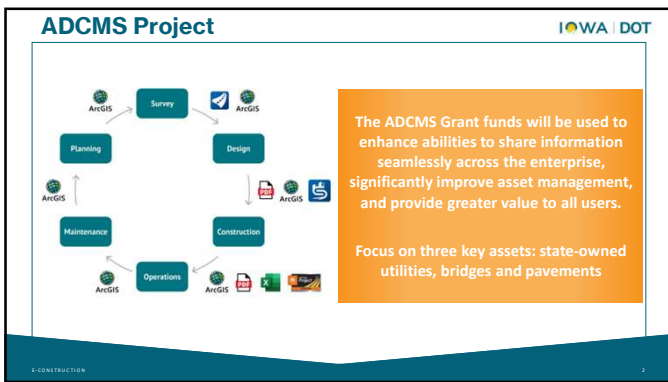 ADCMS Project
IOWA DOT
Survey
ArcGIS
ArcGIS
Planning
Design
ArcGIS
PDF
ArcGIS
Maintenance
Construction
Operations
ArcGIS
ArcGIS
PDF
The ADCMS Grant funds will be used to
enhance abilities to share information
seamlessly across the enterprise,
significantly improve asset management,
and provide greater value to all users.
Focus on three key assets: state-owned
utilities, bridges and pavements
E-CONSTRUCTION
2